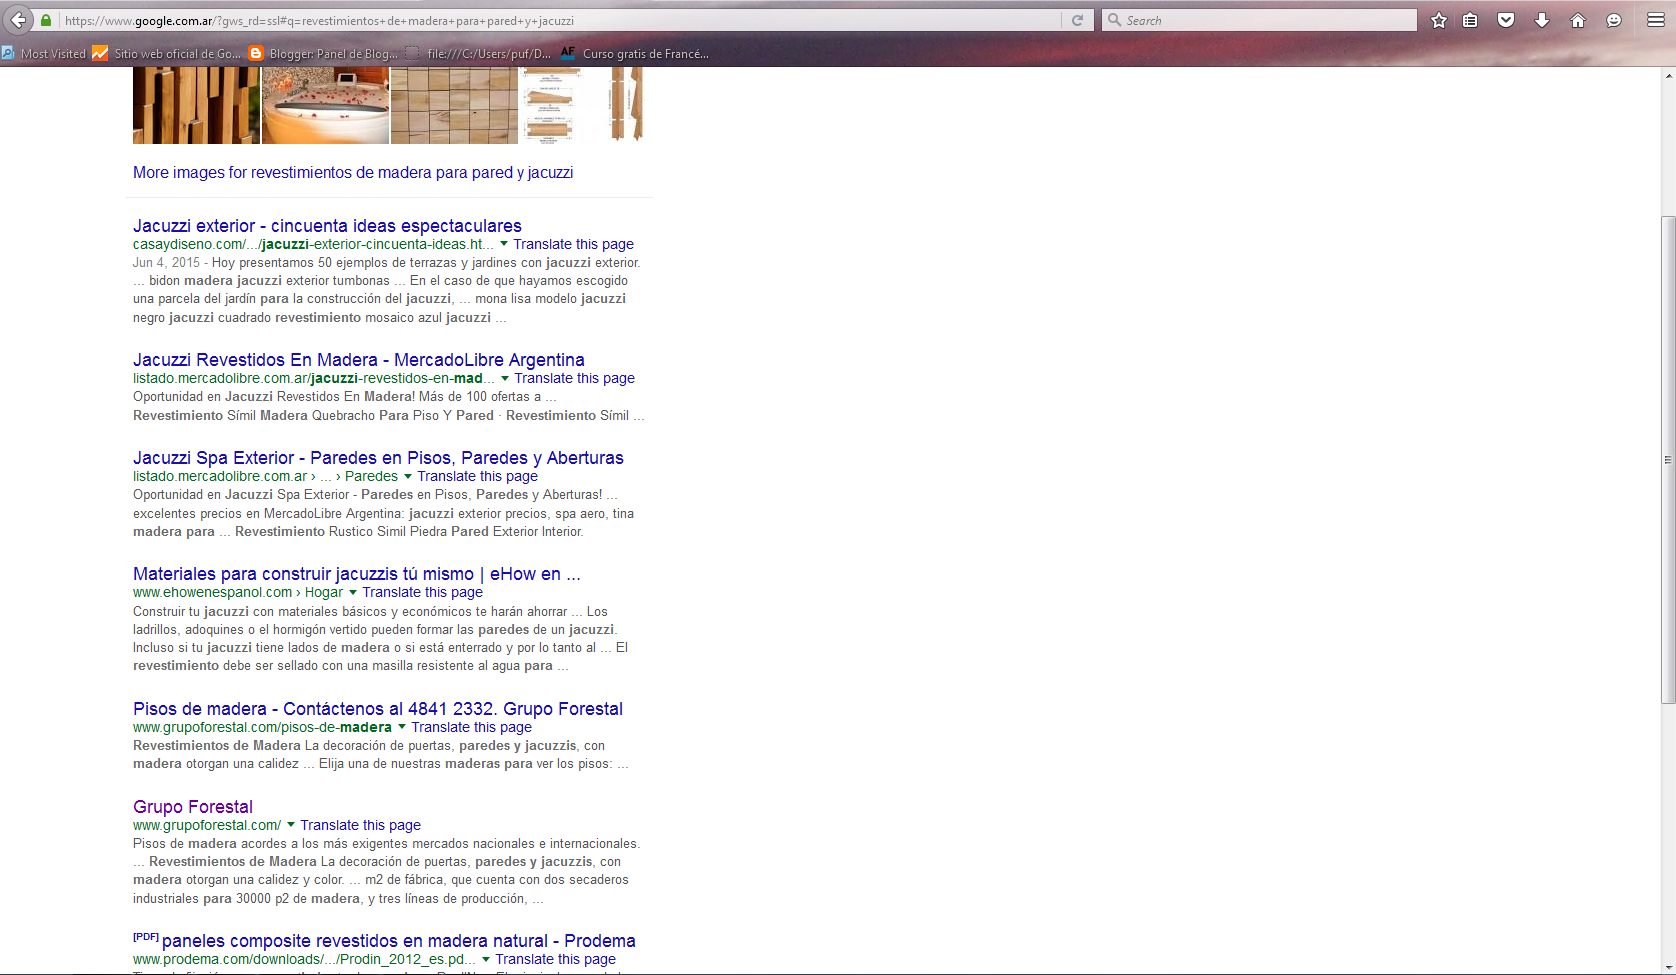 https://www.google.com.ar/?gws_rd=ssl#q=revestimientos+de+madera+para+pared+y+jacuzzi
Search
Most Visited
Sitio web oficial de Go...
Blogger: Panel de Blog...
file:///C:/Users/puf/D...
AF
Curso gratis de Francé...
More images for revestimientos de madera para pared y jacuzzi
Jacuzzi exterior - cincuenta ideas espectaculares
casaydiseno.com/.../jacuzzi-exterior-cincuenta-ideas.ht... Translate this page
Jun 4, 2015 - Hoy presentamos 50 ejemplos de terrazas y jardines con jacuzzi exterior.
... bidon madera jacuzzi exterior tumbonas ... En el caso de que hayamos escogido
una parcela del jardín para la construcción del jacuzzi, ... mona lisa modelo jacuzzi
negro jacuzzi cuadrado revestimiento mosaico azul jacuzzi ...
Jacuzzi Revestidos En Madera - MercadoLibre Argentina
listado.mercadolibre.com.ar/jacuzzi-revestidos-en-mad... Translate this page
Oportunidad en Jacuzzi Revestidos En Madera! Más de 100 ofertas a ...
Revestimiento Símil Madera Quebracho Para Piso Y Pared · Revestimiento Símil ...
Jacuzzi Spa Exterior - Paredes en Pisos, Paredes y Aberturas
listado.mercadolibre.com.ar › ... › Paredes Translate this page
Oportunidad en Jacuzzi Spa Exterior - Paredes en Pisos, Paredes y Aberturas! ...
excelentes precios en MercadoLibre Argentina: jacuzzi exterior precios, spa aero, tina
madera para ... Revestimiento Rustico Simil Piedra Pared Exterior Interior.
Materiales para construir jacuzzis tú mismo | eHow en ...
www.ehowenespanol.com › Hogar Translate this page
Construir tu jacuzzi con materiales básicos y económicos te harán ahorrar ... Los
ladrillos, adoquines o el hormigón vertido pueden formar las paredes de un jacuzzi.
Incluso si tu jacuzzi tiene lados de madera o si está enterrado y por lo tanto al ... El
revestimiento debe ser sellado con una masilla resistente al agua para ...
Pisos de madera - Contáctenos al 4841 2332. Grupo Forestal
www.grupoforestal.com/pisos-de-madera Translate this page
Revestimientos de Madera La decoración de puertas, paredes y jacuzzis, con
madera otorgan una calidez ... Elija una de nuestras maderas para ver los pisos: ...
Grupo Forestal
www.grupoforestal.com/ Translate this page
Pisos de madera acordes a los más exigentes mercados nacionales e internacionales.
... Revestimientos de Madera La decoración de puertas, paredes y jacuzzis, con
madera otorgan una calidez y color. ... m2 de fábrica, que cuenta con dos secaderos
industriales para 30000 p2 de madera, y tres líneas de producción, ...
[PDF] paneles composite revestidos en madera natural - Prodema
www.prodema.com/downloads/.../Prodin_2012_es.pd... Translate this page